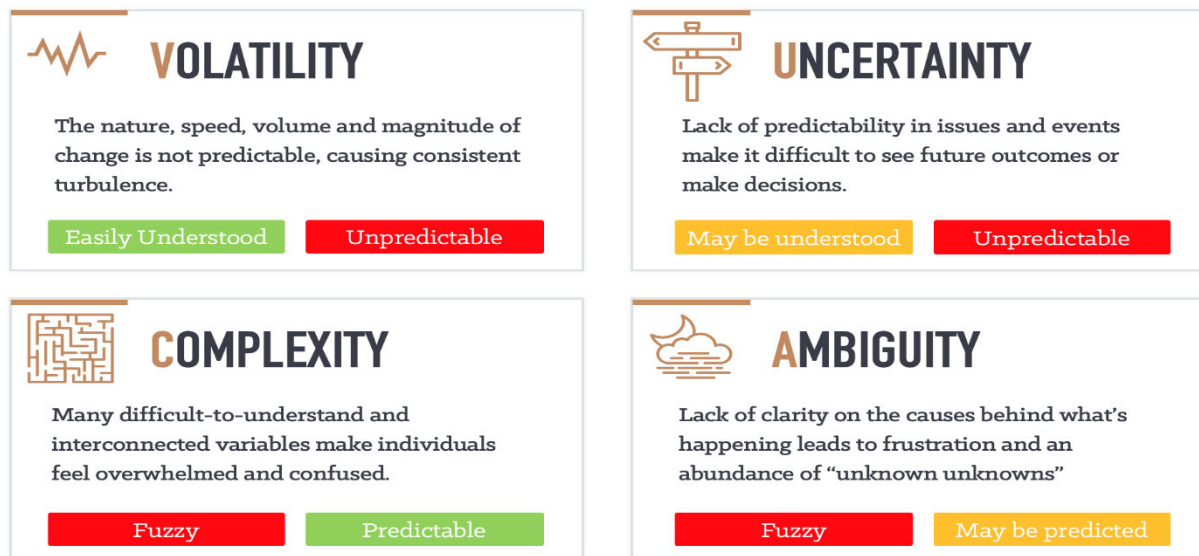 VOLATILITY
The nature, speed, volume and magnitude of
change is not predictable, causing consistent
turbulence.
Easily Understood
Unpredictable
UNCERTAINTY
Lack of predictability in issues and events
make it difficult to see future outcomes or
make decisions.
May be understood
Unpredictable
COMPLEXITY
Many difficult-to-understand and
interconnected variables make individuals
feel overwhelmed and confused.
Fuzzy
Predictable
AMBIGUITY
Lack of clarity on the causes behind what’s
happening leads to frustration and an
abundance of “unknown unknowns”
Fuzzy
May be predicted